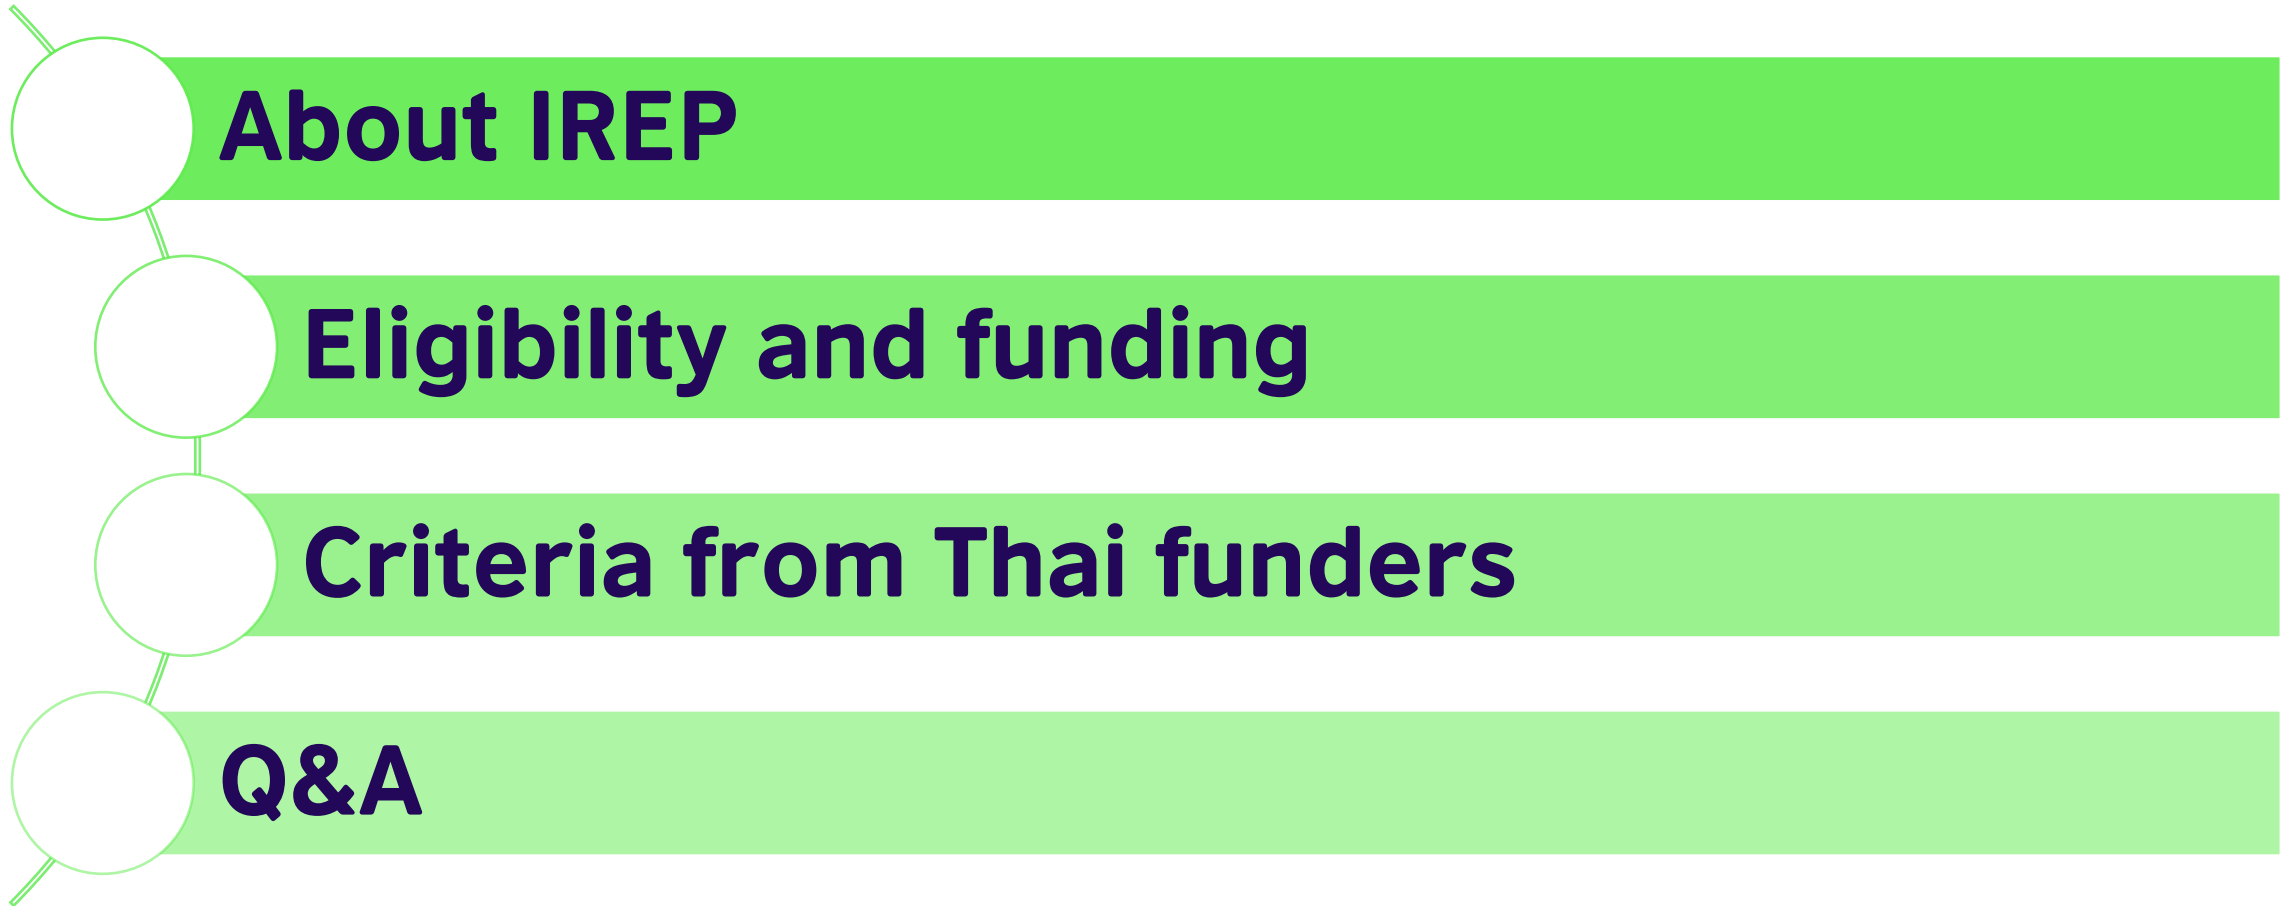 About IREP
Eligibility and funding
Criteria from Thai funders
Q&A